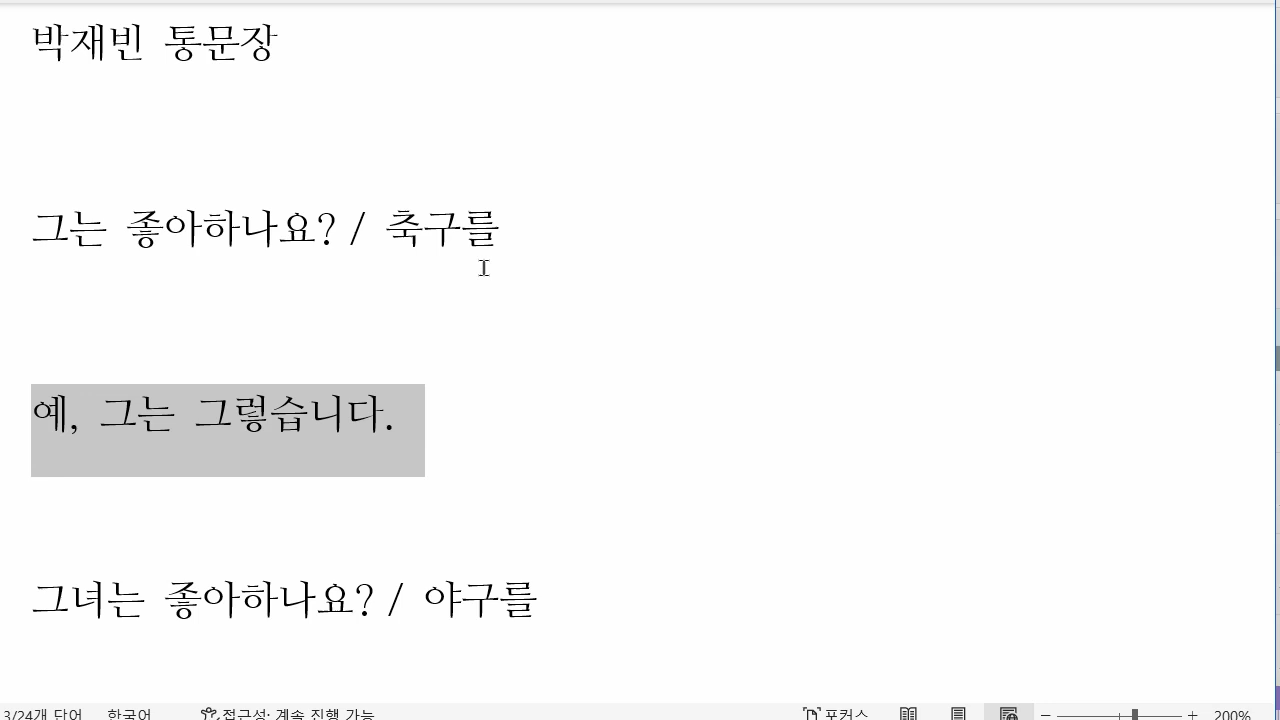 박재빈 통문장
그는 좋아하나요? / 축구를
예, 그는 그렇습니다.
그녀는 좋아하나요? / 야구를
3/24개 단어 한국어 접근성: 계속 진행 가능 포커스 200%